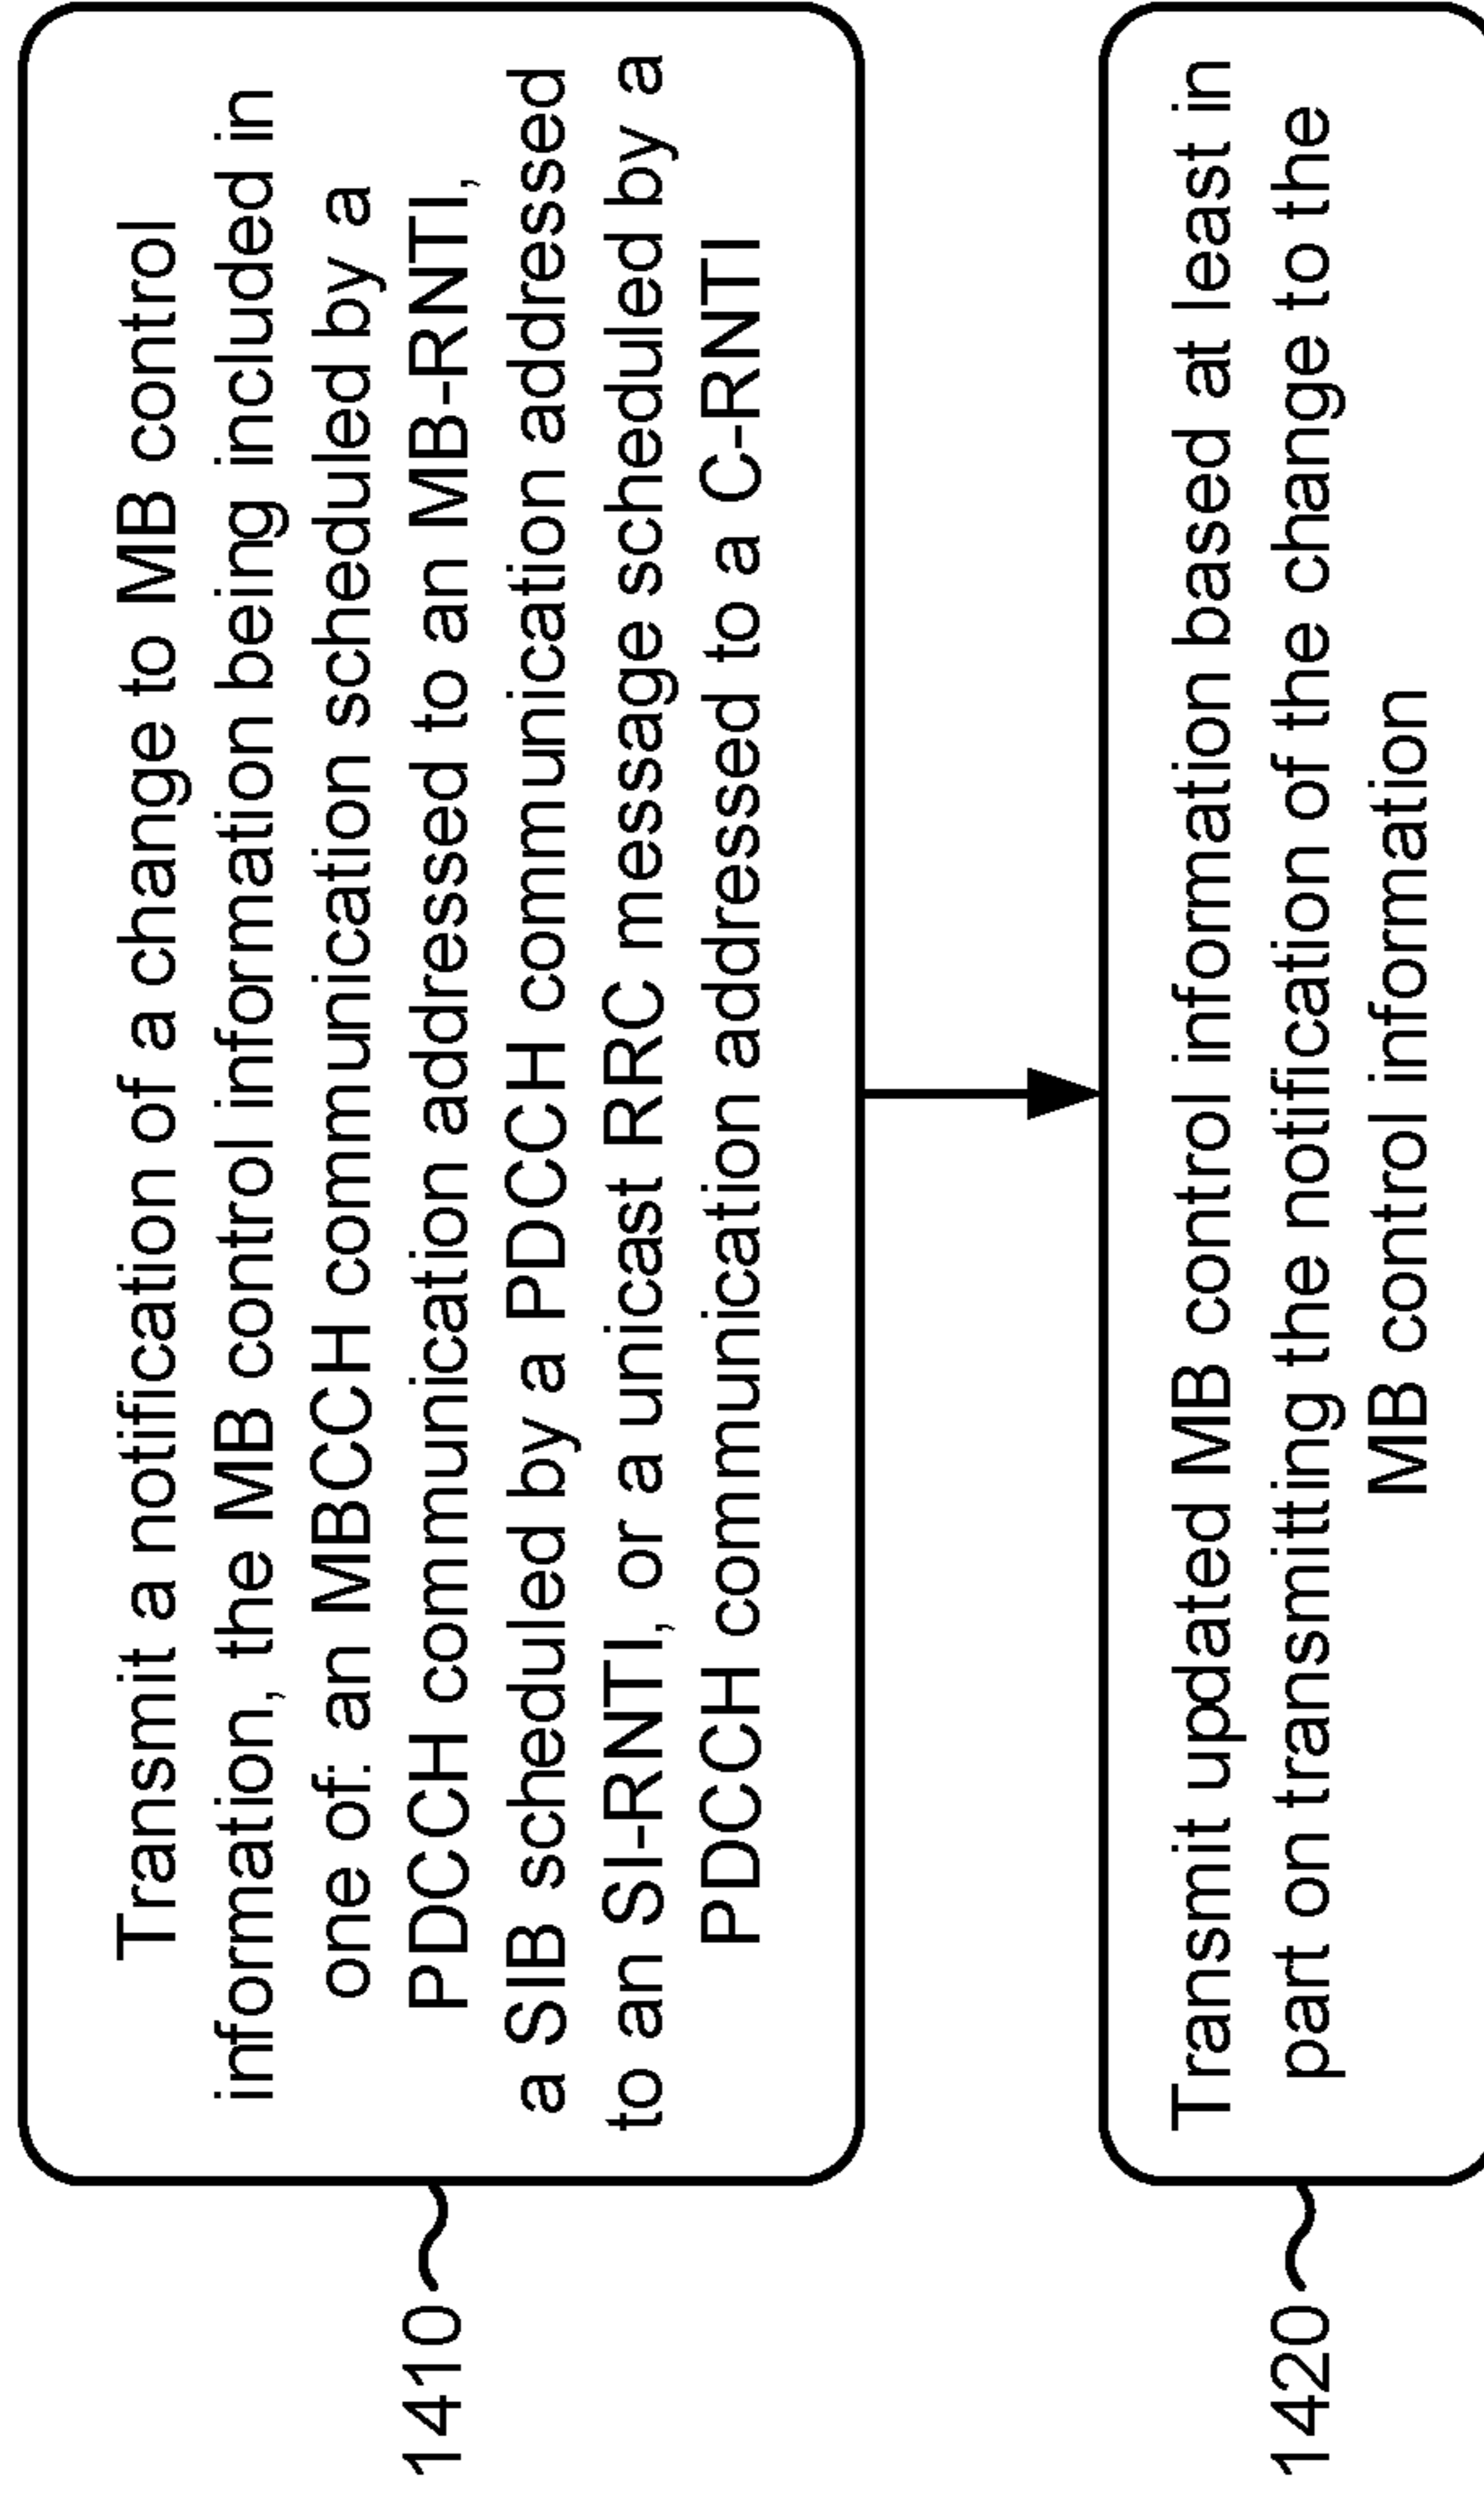 1410
Transmit a notification of a change to MB control
information, the MB control information being included in
one of: an MBCCH communication scheduled by a
PDCCH communication addressed to an MB-RNTI,
a SIB scheduled by a PDCCH communication addressed
to an SI-RNTI, or a unicast RRC message scheduled by a
PDCCH communication addressed to a C-RNTI
1420
Transmit updated MB control information based at least in
part on transmitting the notification of the change to the
MB control information